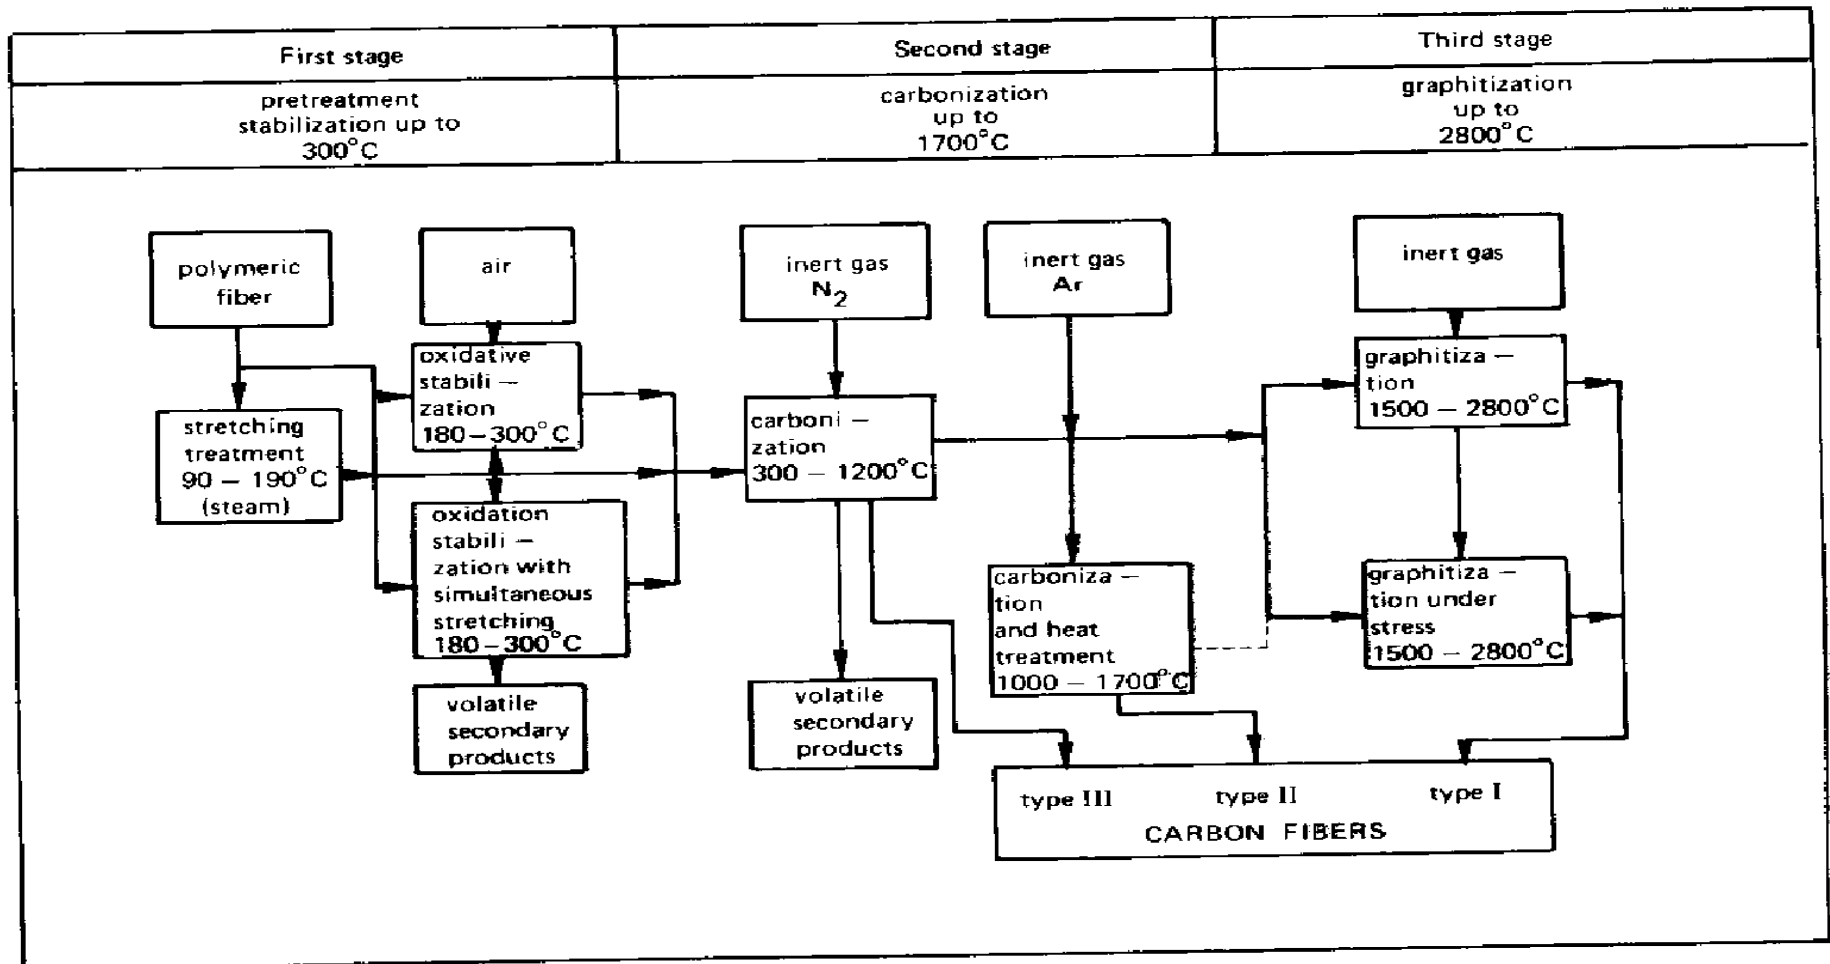 First stage
Second stage
Third stage
pretreatment
stabilization up to
300°C
carbonization
up to
1700°C
graphitization
up to
2800°C
polymeric
fiber
air
inert gas
N2
inert gas
Ar
inert gas
stretching
treatment
90 – 190°C
(steam)
oxidative
stabili –
zation
180–300°C
oxidation
stabili –
zation with
simultaneous
stretching
180–300°C
volatile
secondary
products
carboni –
zation
300 – 1200°C
volatile
secondary
products
carboniza –
tion
and heat
treatment
1000 – 1700°C
graphitiza –
tion
1500 – 2800°C
graphitiza –
tion under
stress
1500 – 2800°C
type III
type II
type I
CARBON FIBERS